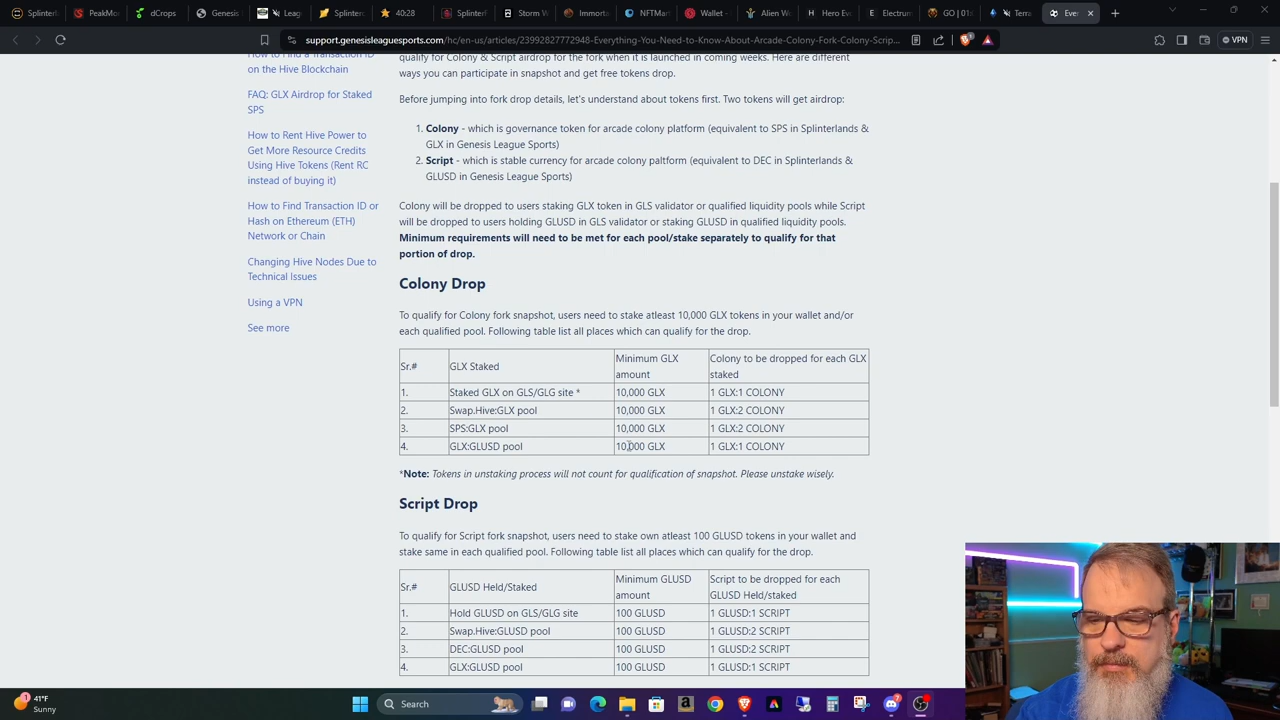 Splinterl
PeakMo
dCrops
Genesis
Leag
Splinter
40:28
SplinterF
Storm W
Immorta
NFTMart
Wallet -
Alien W
Hero Eve
Electrum
GO | 01s
Terra
Ever
support.genesisleaguesports.com/hc/en-us/articles/23992827772948-Everything-You-Need-to-Know-About-Arcade-Colony-Fork-Colony-Scrip...
VPN
How to Find a Transaction ID
on the Hive Blockchain
FAQ: GLX Airdrop for Staked
SPS
How to Rent Hive Power to
Get More Resource Credits
Using Hive Tokens (Rent RC
instead of buying it)
How to Find Transaction ID or
Hash on Ethereum (ETH)
Network or Chain
Changing Hive Nodes Due to
Technical Issues
Using a VPN
See more
qualify for Colony & Script airdrop for the fork when it is launched in coming weeks. Here are different
ways you can participate in snapshot and get free tokens drop.
Before jumping into fork drop details, let's understand about tokens first. Two tokens will get airdrop:
1. Colony - which is governance token for arcade colony platform (equivalent to SPS in Splinterlands &
GLX in Genesis League Sports)
2. Script - which is stable currency for arcade colony paltform (equivalent to DEC in Splinterlands &
GLUSD in Genesis League Sports)
Colony will be dropped to users staking GLX token in GLS validator or qualified liquidity pools while Script
will be dropped to users holding GLUSD in GLS validator or staking GLUSD in qualified liquidity pools.
Minimum requirements will need to be met for each pool/stake separately to qualify for that
portion of drop.
Colony Drop
To qualify for Colony fork snapshot, users need to stake atleast 10,000 GLX tokens in your wallet and/or
each qualified pool. Following table list all places which can qualify for the drop.
Sr.# GLX Staked Minimum GLX amount Colony to be dropped for each GLX staked
1. Staked GLX on GLS/GLG site * 10,000 GLX 1 GLX:1 COLONY
2. Swap.Hive:GLX pool 10,000 GLX 1 GLX:2 COLONY
3. SPS:GLX pool 10,000 GLX 1 GLX:2 COLONY
4. GLX:GLUSD pool 10,000 GLX 1 GLX:1 COLONY
*Note: Tokens in unstaking process will not count for qualification of snapshot. Please unstake wisely.
Script Drop
To qualify for Script fork snapshot, users need to stake own atleast 100 GLUSD tokens in your wallet and
stake same in each qualified pool. Following table list all places which can qualify for the drop.
Sr.# GLUSD Held/Staked Minimum GLUSD amount Script to be dropped for each GLUSD Held/staked
1. Hold GLUSD on GLS/GLG site 100 GLUSD 1 GLUSD:1 SCRIPT
2. Swap.Hive:GLUSD pool 100 GLUSD 1 GLUSD:2 SCRIPT
3. DEC:GLUSD pool 100 GLUSD 1 GLUSD:2 SCRIPT
4. GLX:GLUSD pool 100 GLUSD 1 GLUSD:1 SCRIPT
41°F
Sunny
Search